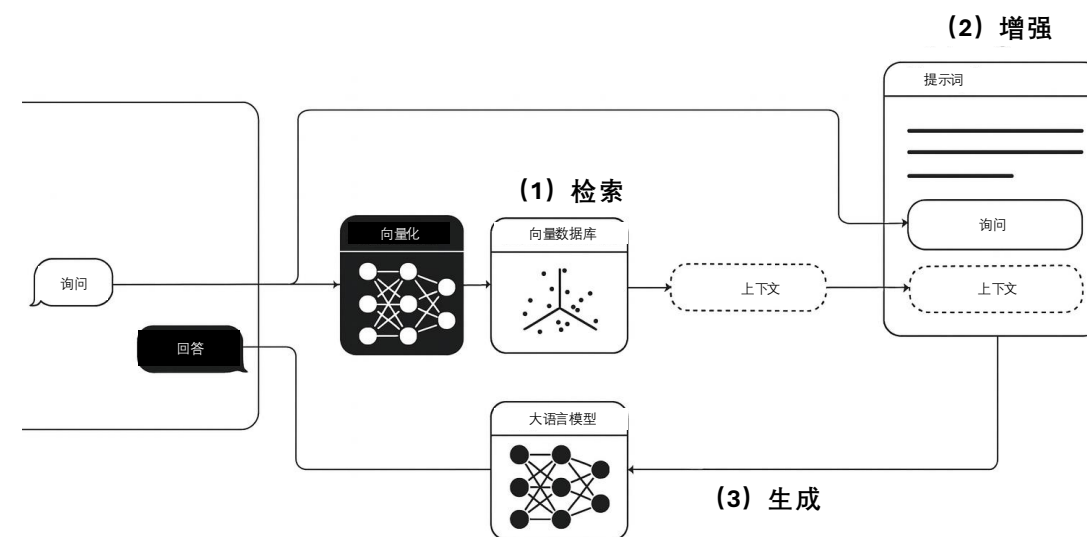 （2）增强
提示词
（1）检索
向量化
向量数据库
询问
询问
上下文
上下文
回答
大语言模型
（3）生成